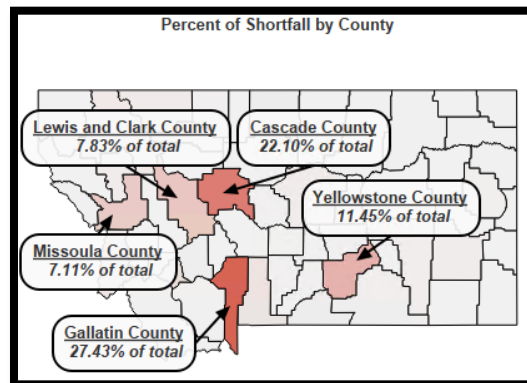 Percent of Shortfall by County
Lewis and Clark County
7.83% of total
Cascade County
22.10% of total
Yellowstone County
11.45% of total
Missoula County
7.11% of total
Gallatin County
27.43% of total